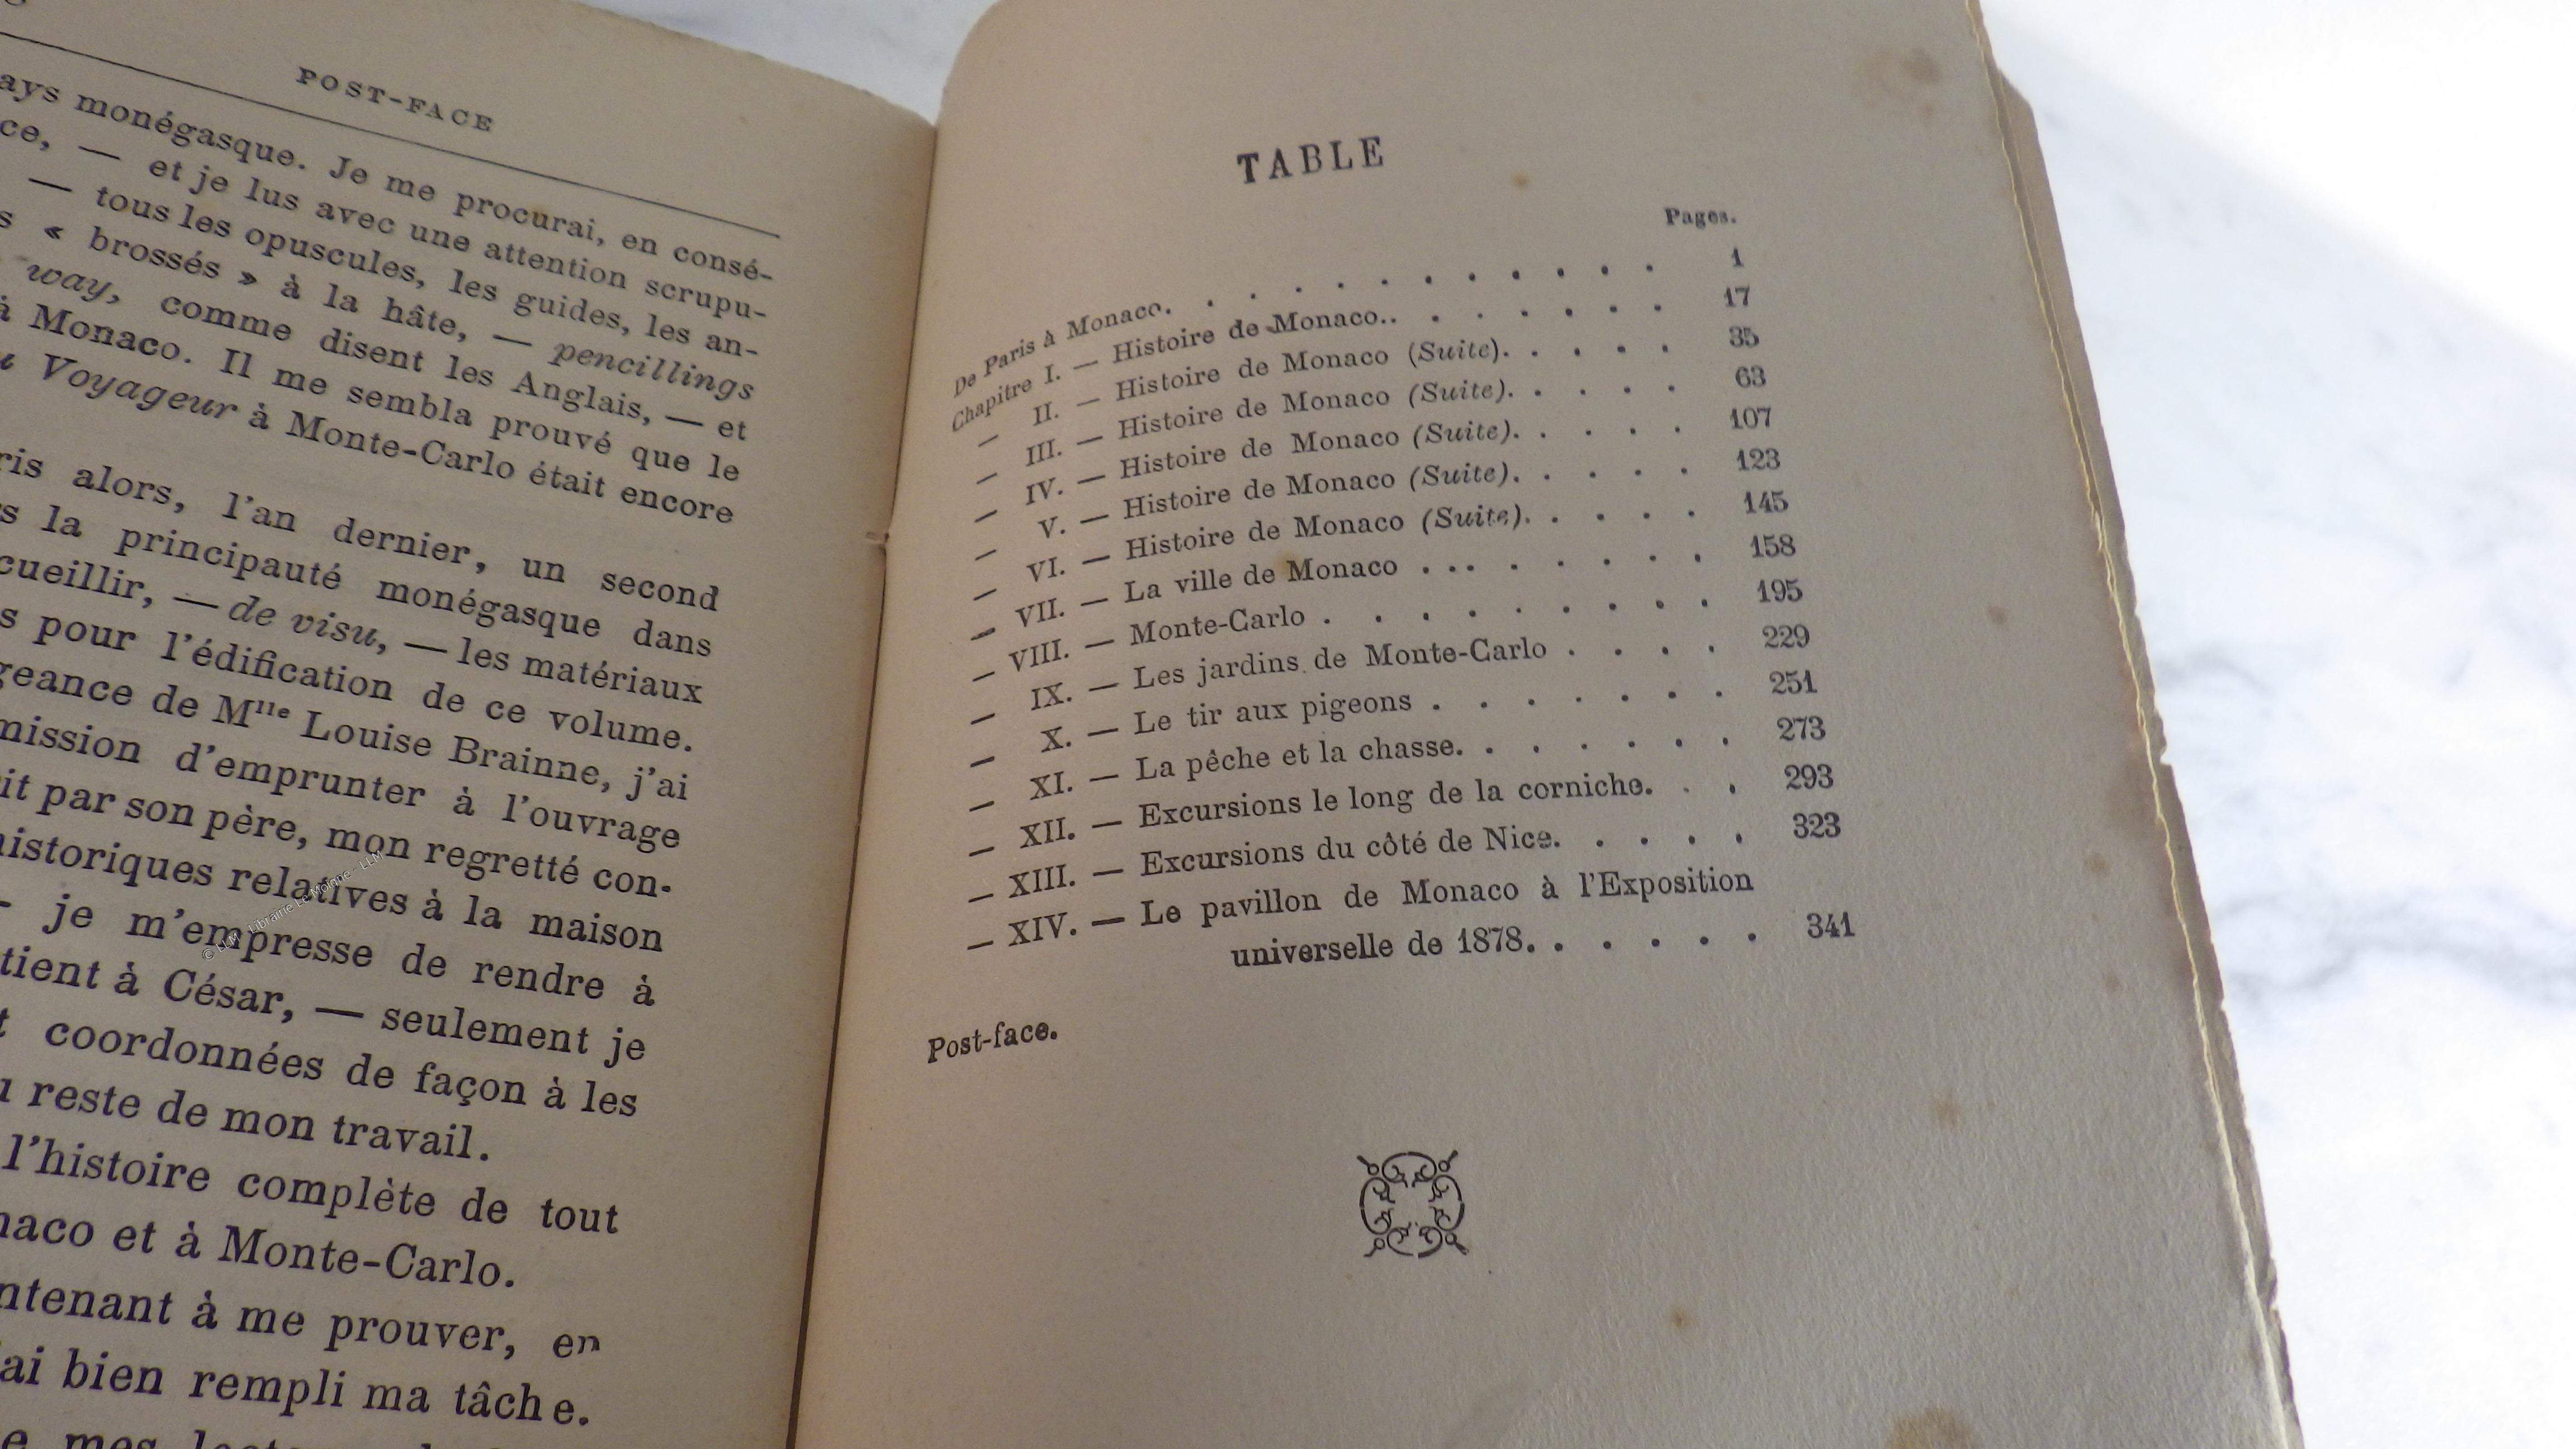 POST-FACE
ays monégasque. Je me procurai, en consé-
ce, — et je lus avec une attention scrupu-
— tous les opuscules, les guides, les an-
s « brossés » à la hâte, — pencillings
way, comme disent les Anglais, — et
à Monaco. Il me sembla prouvé que le
Voyageur à Monte-Carlo était encore
ris alors, l'an dernier, un second
s la principauté monégasque dans
cueillir, — de visu, — les matériaux
s pour l'édification de ce volume.
geance de Mlle Louise Brainne, j'ai
mission d'emprunter à l'ouvrage
it par son père, mon regretté con-
historiques relatives à la maison
- je m'empresse de rendre à
tient à César, — seulement je
t coordonnées de façon à les
u reste de mon travail.
l'histoire complète de tout
naco et à Monte-Carlo.
ntenant à me prouver, en
'ai bien rempli ma tâche.
e mes
TABLE
Pages.
De Paris à Monaco. . . . . . . . . . . . 1
Chapitre I. — Histoire de Monaco.. . . . . . . 17
— II. — Histoire de Monaco (Suite). . . . . 35
— III. — Histoire de Monaco (Suite). . . . . 63
— IV. — Histoire de Monaco (Suite). . . . . 107
— V. — Histoire de Monaco (Suite). . . . . 123
— VI. — Histoire de Monaco (Suite). . . . . 145
— VII. — La ville de Monaco . . . . . . . . 158
— VIII. — Monte-Carlo . . . . . . . . . 195
— IX. — Les jardins de Monte-Carlo . . . . 229
— X. — Le tir aux pigeons . . . . . . . 251
— XI. — La pêche et la chasse. . . . . . . 273
— XII. — Excursions le long de la corniche. . . 293
— XIII. — Excursions du côté de Nice. . . . . 323
— XIV. — Le pavillon de Monaco à l'Exposition
universelle de 1878. . . . . . 341
Post-face.
© LLM - Librairie Le Moigne - LLM